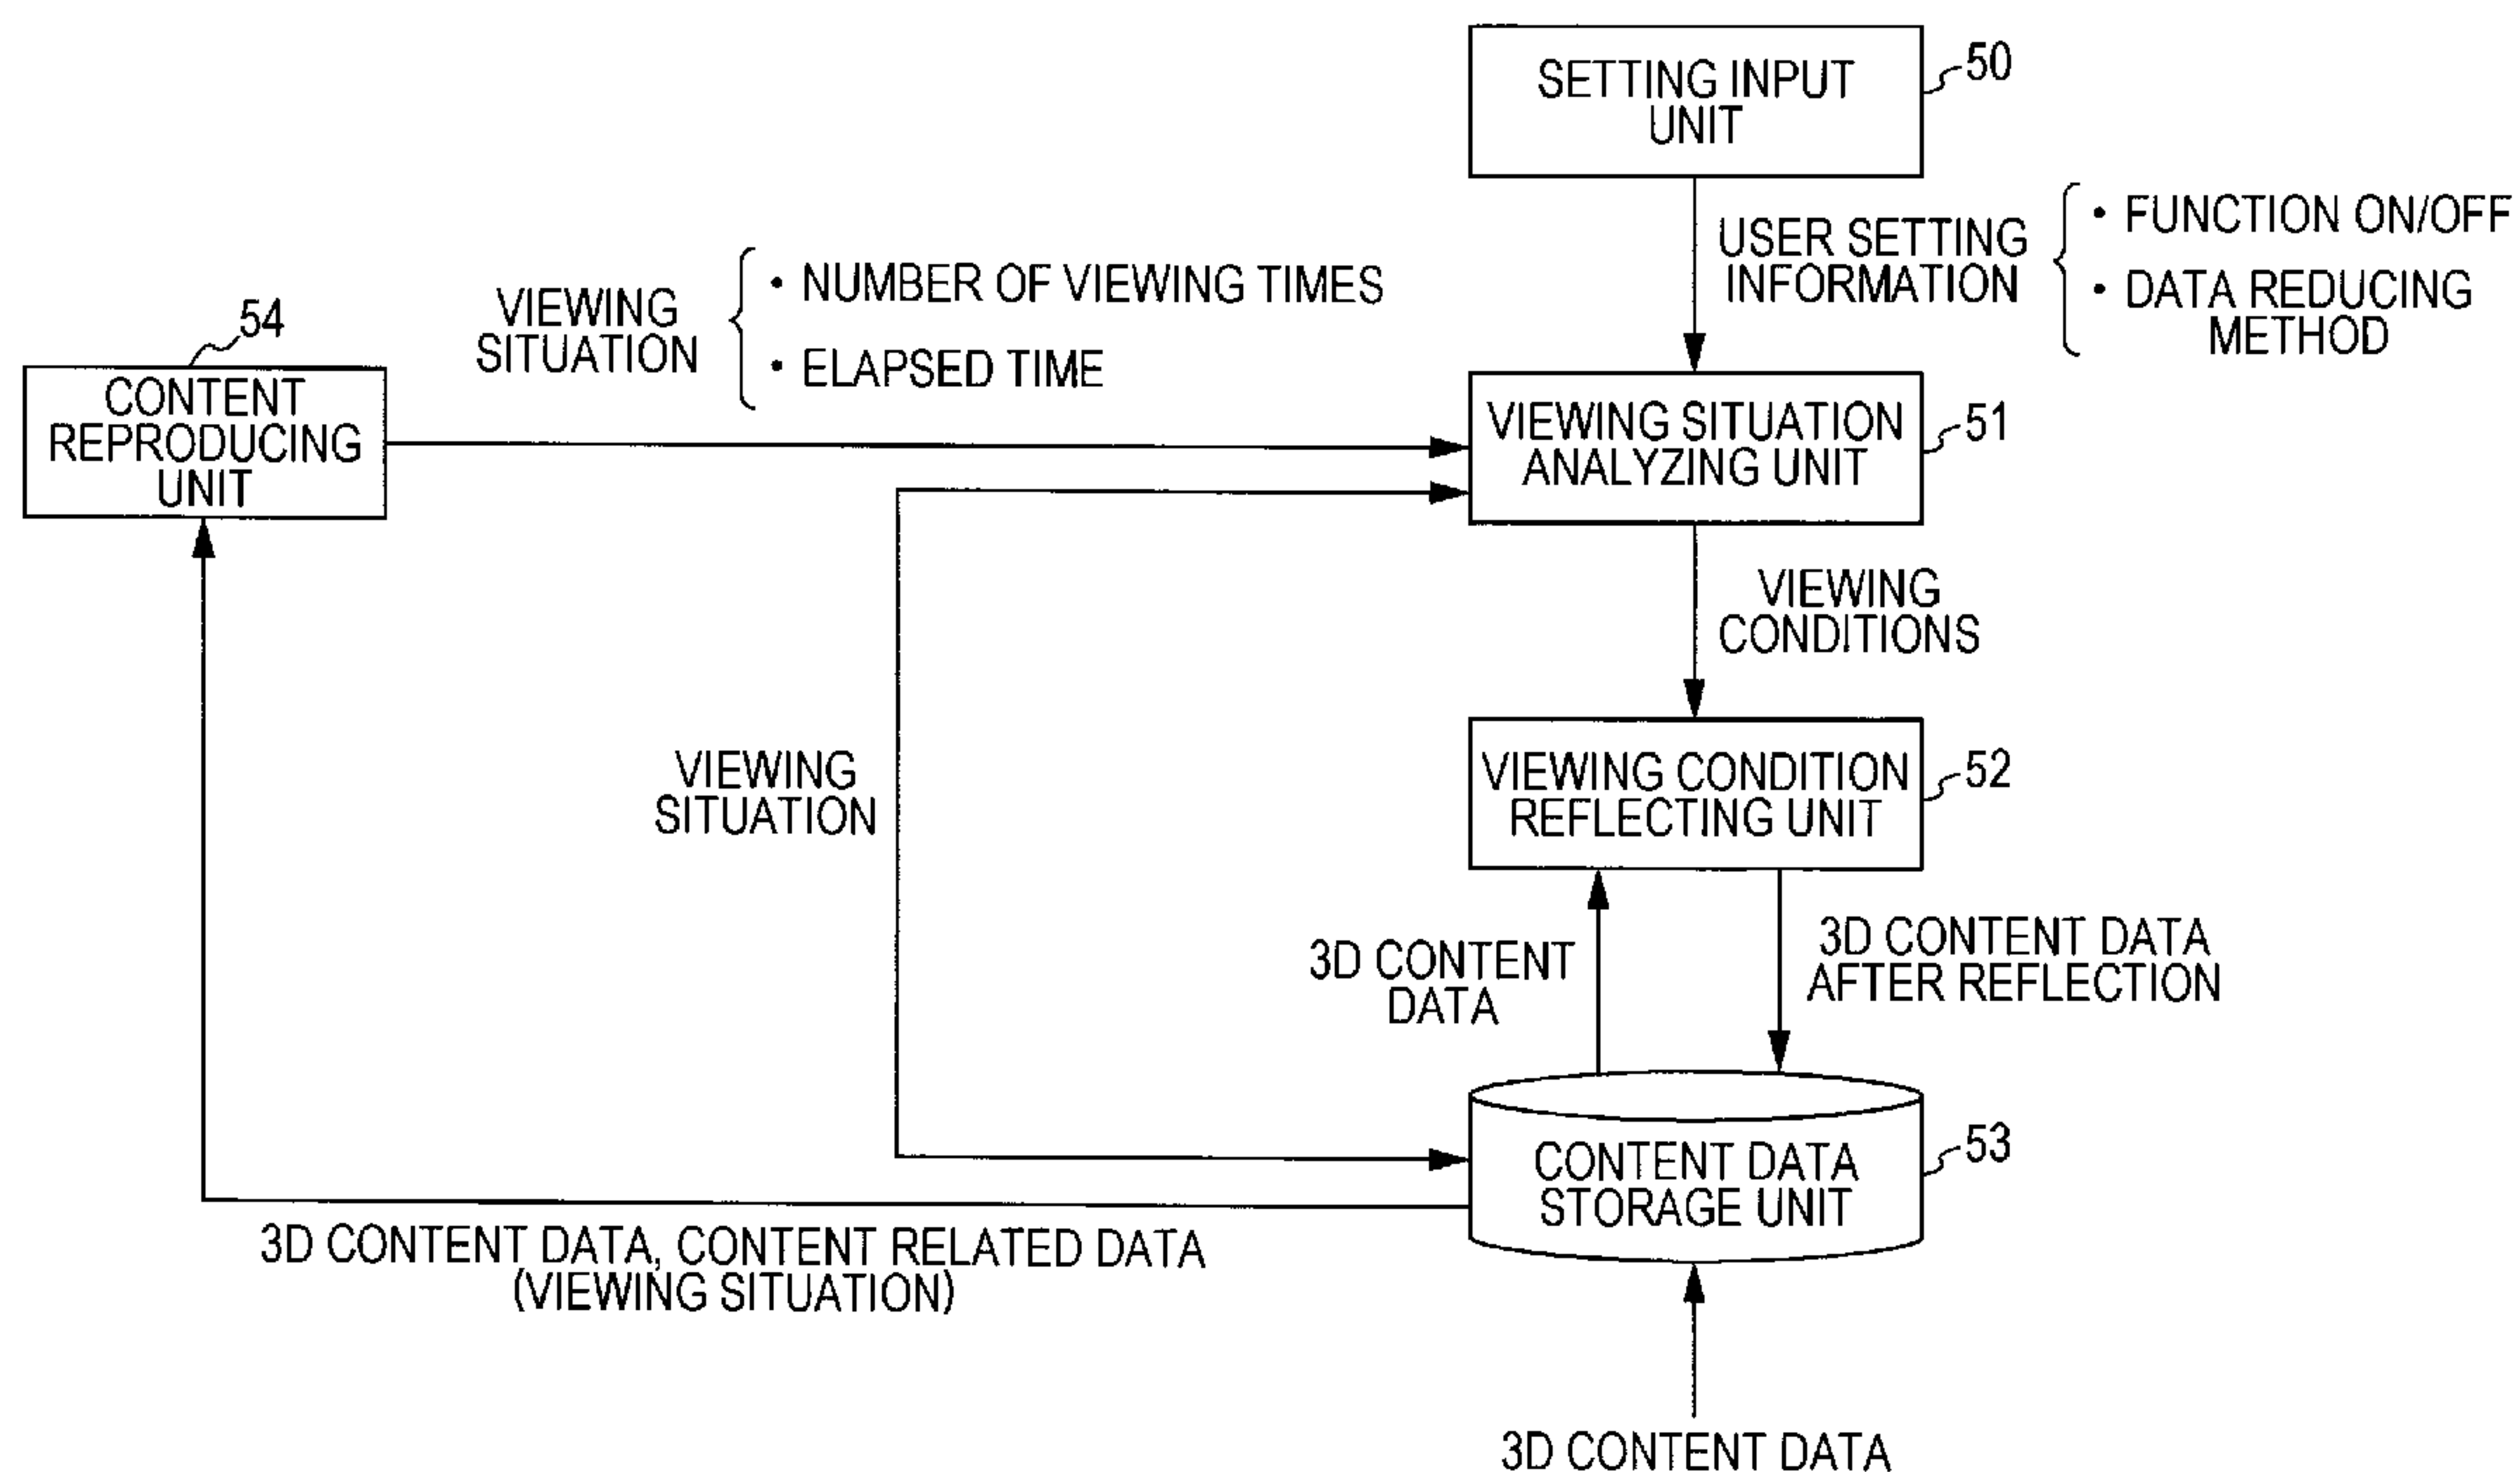 SETTING INPUT
UNIT
50
USER SETTING
INFORMATION
• FUNCTION ON/OFF
• DATA REDUCING
METHOD
VIEWING
SITUATION
• NUMBER OF VIEWING TIMES
• ELAPSED TIME
54
CONTENT
REPRODUCING
UNIT
VIEWING SITUATION
ANALYZING UNIT
51
VIEWING
CONDITIONS
VIEWING
SITUATION
VIEWING CONDITION
REFLECTING UNIT
52
3D CONTENT
DATA
3D CONTENT DATA
AFTER REFLECTION
CONTENT DATA
STORAGE UNIT
53
3D CONTENT DATA, CONTENT RELATED DATA
(VIEWING SITUATION)
3D CONTENT DATA